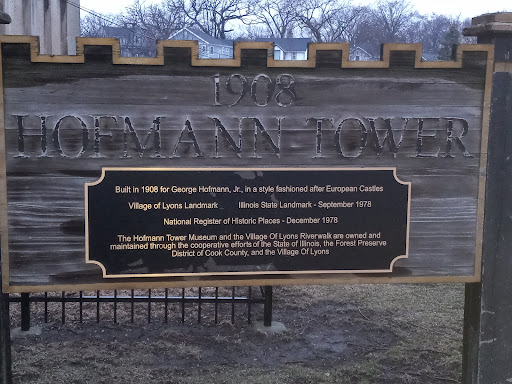 1908
HOFMANN TOWER
Built in 1908 for George Hofmann, Jr., in a style fashioned after European Castles
Village of Lyons Landmark Illinois State Landmark - September 1978
National Register of Historic Places - December 1978
The Hofmann Tower Museum and the Village Of Lyons Riverwalk are owned and
maintained through the cooperative efforts of the State of Illinois, the Forest Preserve
District of Cook County, and the Village Of Lyons